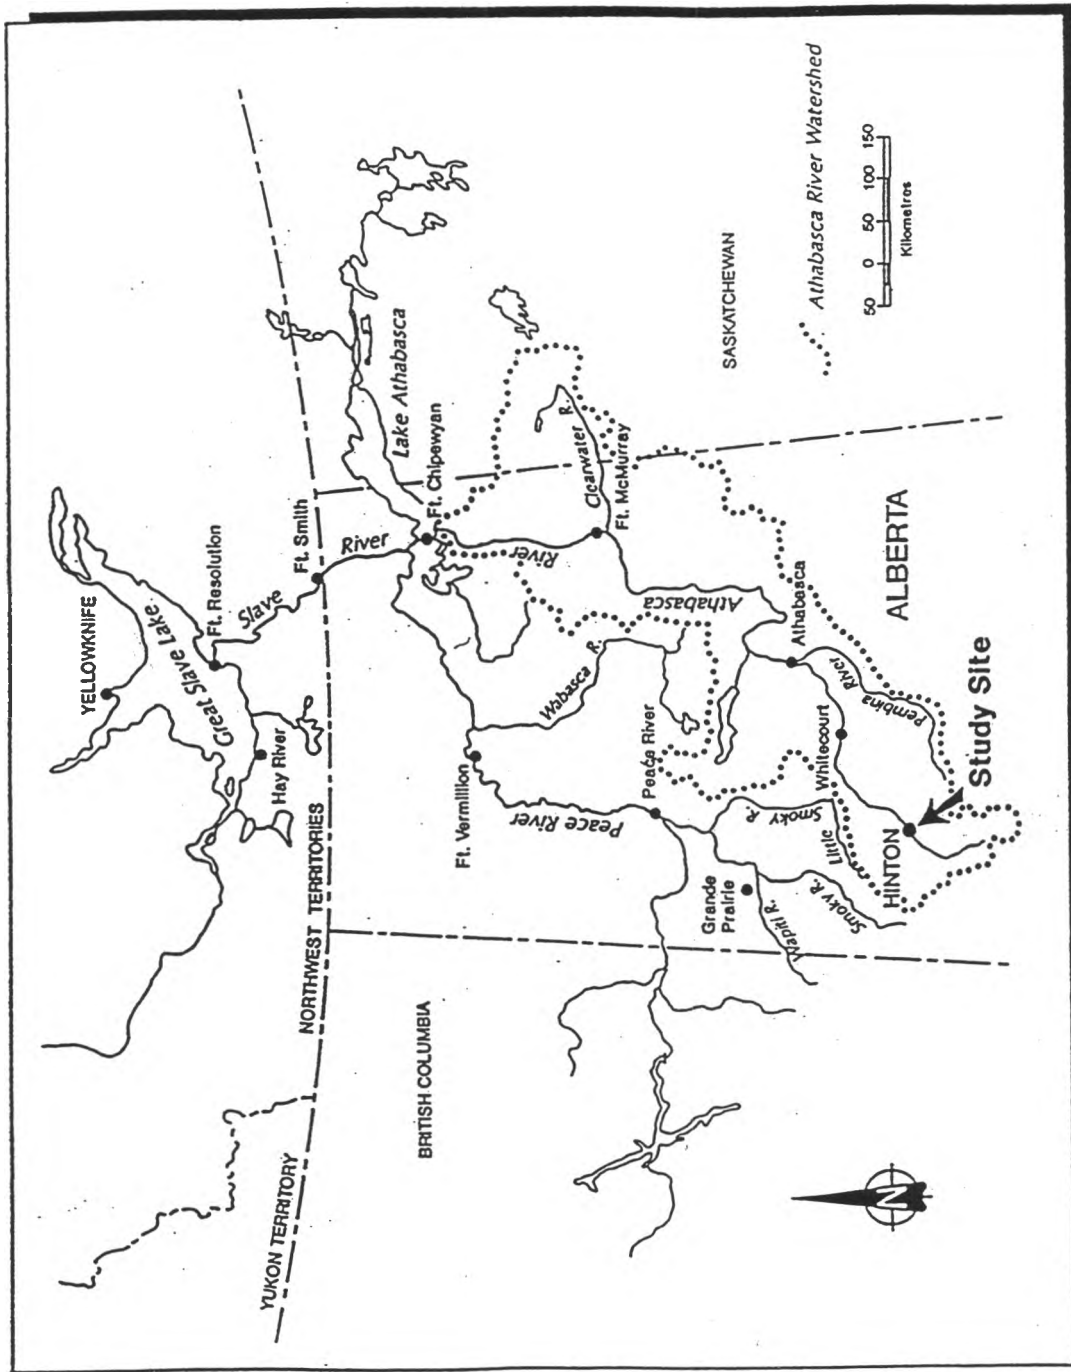 YELLOWKNIFE
Great Slave Lake
Ft. Resolution
Hay River
Slave
River
Ft. Smith
NORTHWEST TERRITORIES
YUKON TERRITORY
BRITISH COLUMBIA
Lake Athabasca
Ft. Chipewyan
River
Clearwater
R.
Ft. McMurray
Athabasca
Wabasca R.
Ft. Vermillion
Peace River
Peace River
Smoky R.
Little
Grande
Prairie
Wapiti R.
Smoky R.
Whitecourt
Athabasca
Pembina
River
HINTON
Study Site
ALBERTA
SASKATCHEWAN
Athabasca River Watershed
50 0 50 100 150
Kilometres
N